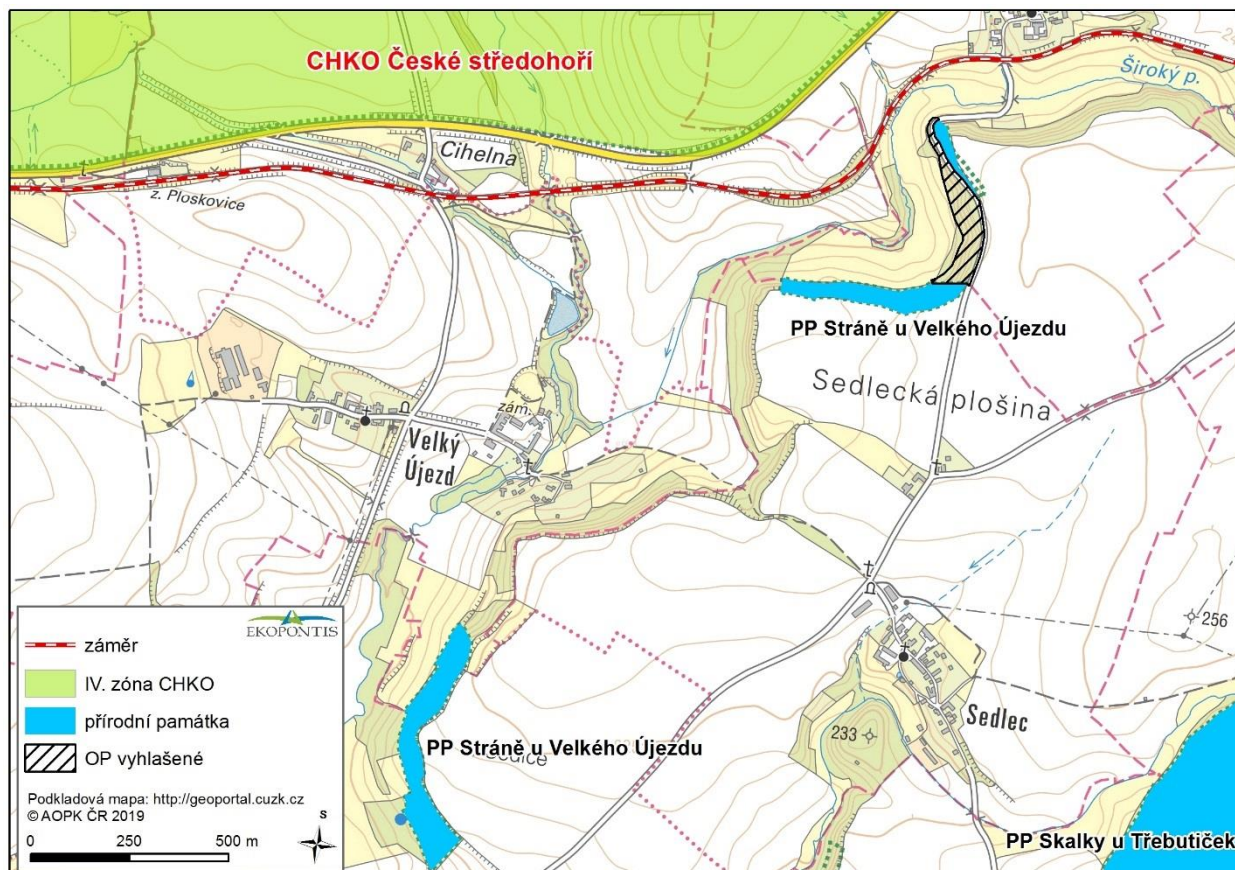 CHKO České středohoří
Široký p.
Cihelna
z. Ploskovice
PP Stráně u Velkého Újezdu
Sedlecká plošina
zám.
Velký
Újezd
256
Sedlec
233
PP Stráně u Velkého Újezdu
PP Skalky u Třebutiček
EKOPONTIS
záměr
IV. zóna CHKO
přírodní památka
OP vyhlašené
Podkladová mapa: http://geoportal.cuzk.cz
© AOPK ČR 2019
S
0 250 500 m